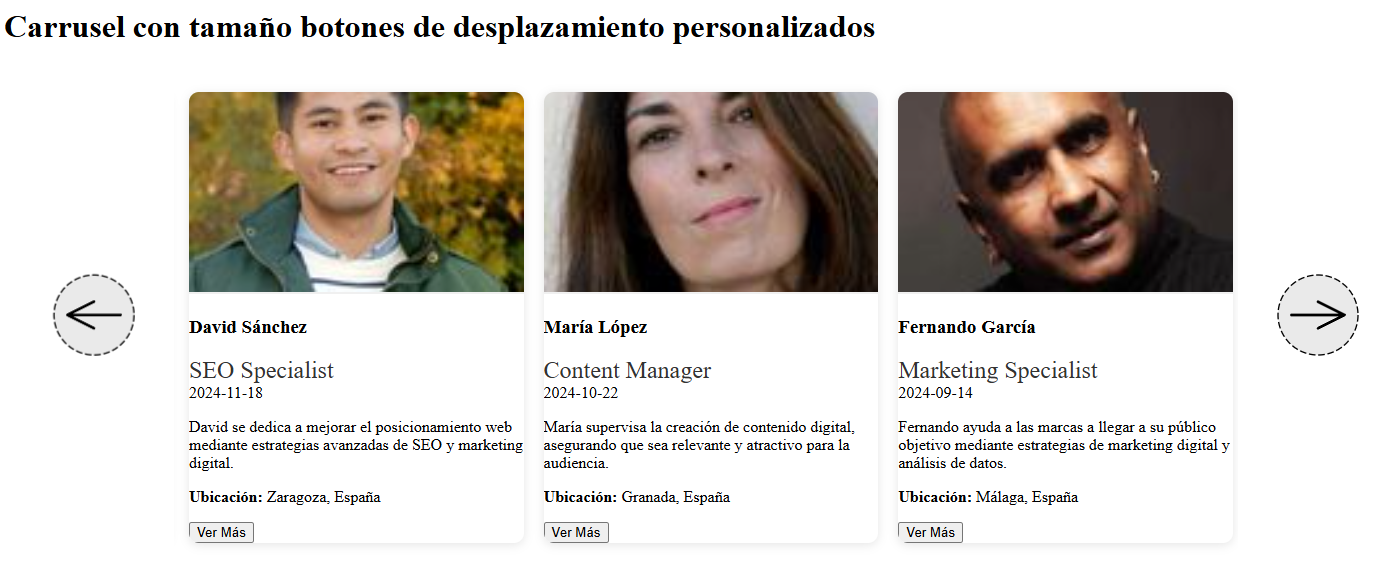 Carrusel con tamaño botones de desplazamiento personalizados
David Sánchez
SEO Specialist
2024-11-18
David se dedica a mejorar el posicionamiento web
mediante estrategias avanzadas de SEO y marketing
digital.
Ubicación: Zaragoza, España
Ver Más
María López
Content Manager
2024-10-22
María supervisa la creación de contenido digital,
asegurando que sea relevante y atractivo para la
audiencia.
Ubicación: Granada, España
Ver Más
Fernando García
Marketing Specialist
2024-09-14
Fernando ayuda a las marcas a llegar a su público
objetivo mediante estrategias de marketing digital y
análisis de datos.
Ubicación: Málaga, España
Ver Más